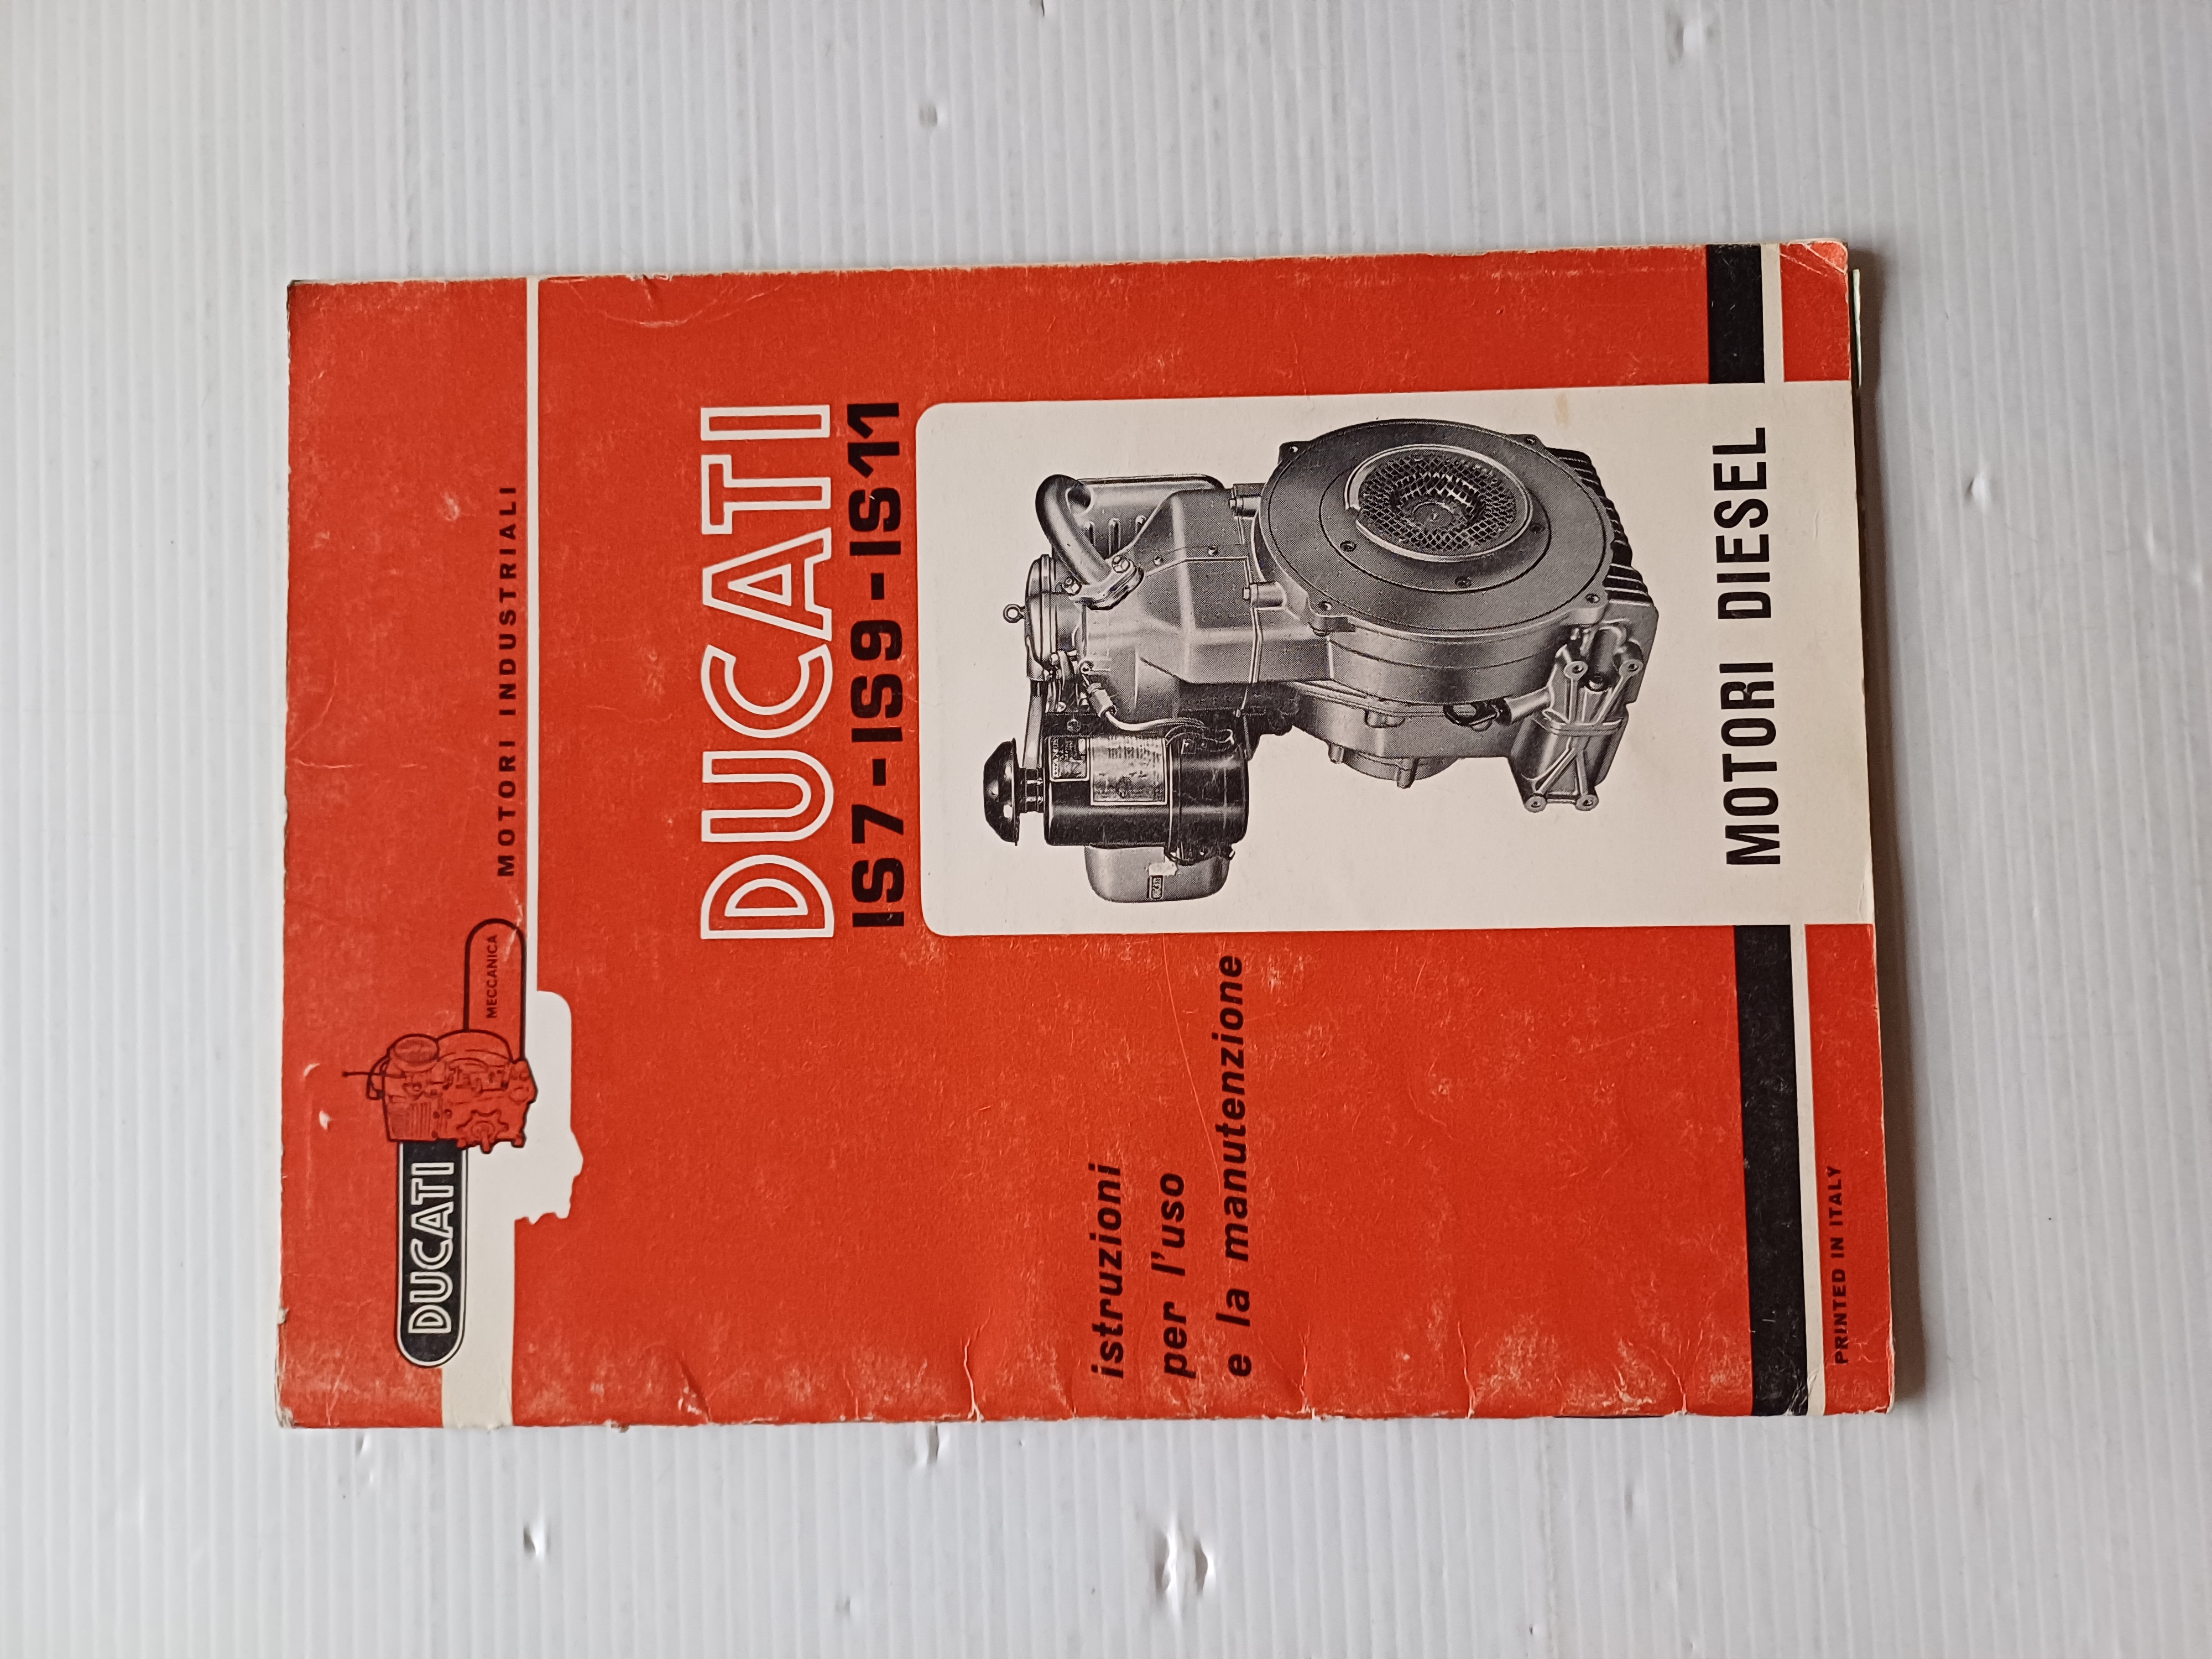 DUCATI
MECCANICA
MOTORI INDUSTRIALI
DUCATI
IS7-IS9-IS11
istruzioni
per l'uso
e la manutenzione
MOTORI DIESEL
PRINTED IN ITALY